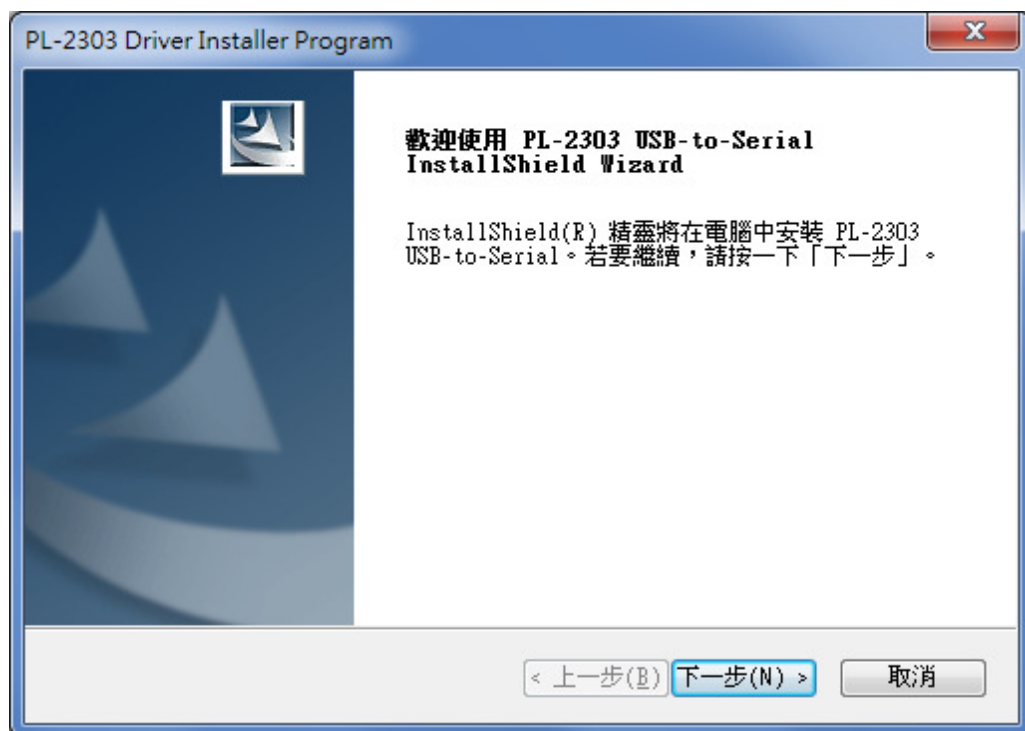 PL-2303 Driver Installer Program
歡迎使用 PL-2303 USB-to-Serial
InstallShield Wizard
InstallShield(R) 精靈將在電腦中安裝 PL-2303
USB-to-Serial。若要繼續，請按一下「下一步」。
< 上一步(B) 下一步(N) > 取消